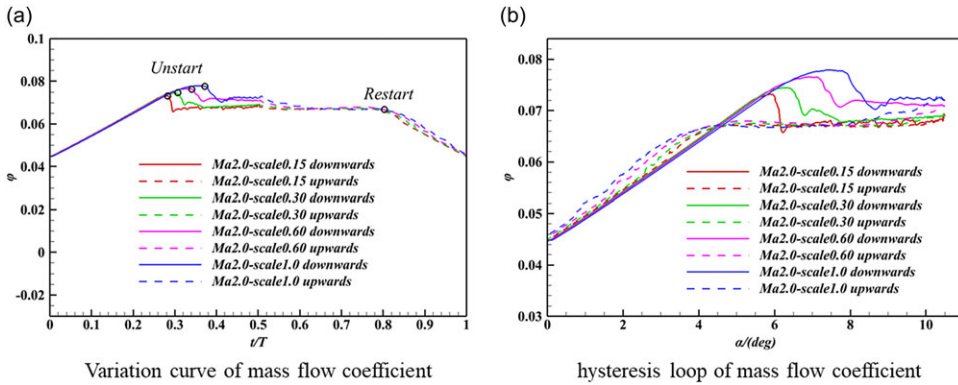 (a)
0.1
0.08
0.06
0.04
0.02
0
-0.02
φ
Unstart
Restart
Ma2.0-scale0.15 downwards
Ma2.0-scale0.15 upwards
Ma2.0-scale0.30 downwards
Ma2.0-scale0.30 upwards
Ma2.0-scale0.60 downwards
Ma2.0-scale0.60 upwards
Ma2.0-scale1.0 downwards
Ma2.0-scale1.0 upwards
0 0.1 0.2 0.3 0.4 0.5 0.6 0.7 0.8 0.9 1
t/T
Variation curve of mass flow coefficient
(b)
0.08
0.07
0.06
0.05
0.04
0.03
φ
Ma2.0-scale0.15 downwards
Ma2.0-scale0.15 upwards
Ma2.0-scale0.30 downwards
Ma2.0-scale0.30 upwards
Ma2.0-scale0.60 downwards
Ma2.0-scale0.60 upwards
Ma2.0-scale1.0 downwards
Ma2.0-scale1.0 upwards
0 2 4 6 8 10
α/(deg)
hysteresis loop of mass flow coefficient